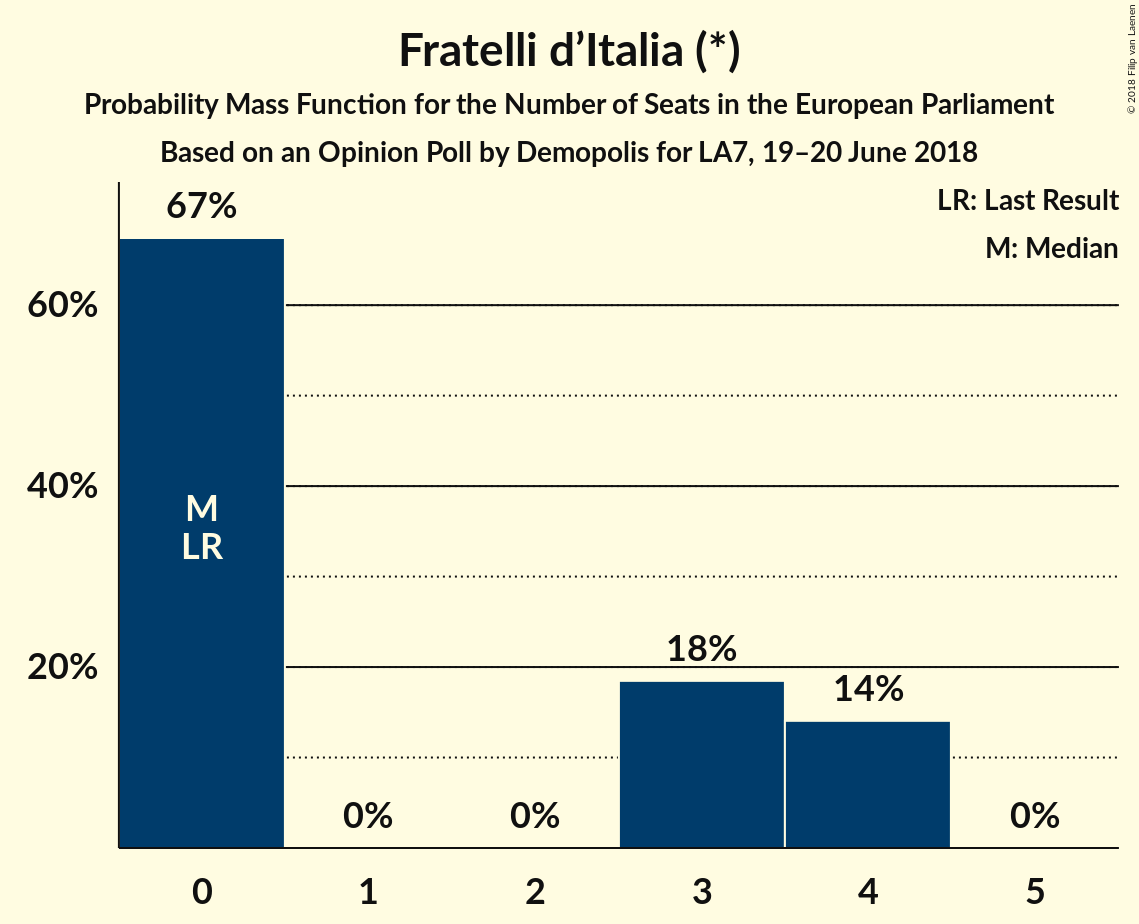 Fratelli d’Italia (*)
Probability Mass Function for the Number of Seats in the European Parliament
Based on an Opinion Poll by Demopolis for LA7, 19–20 June 2018
© 2018 Filip van Laenen
LR: Last Result
M: Median
67%
60%
40%
M
LR
18%
20%
14%
0%
0%
0%
0
1
2
3
4
5